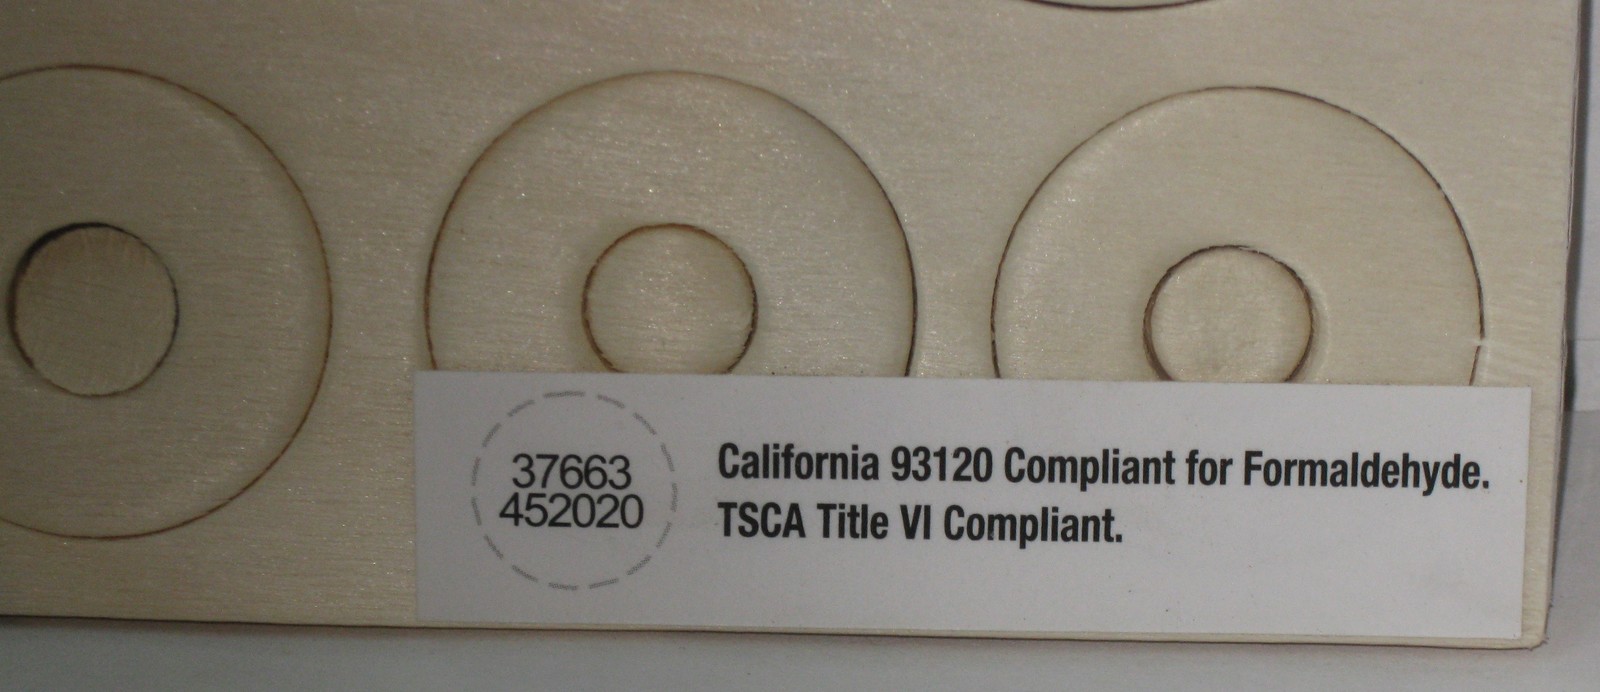 37663
452020
California 93120 Compliant for Formaldehyde.
TSCA Title VI Compliant.